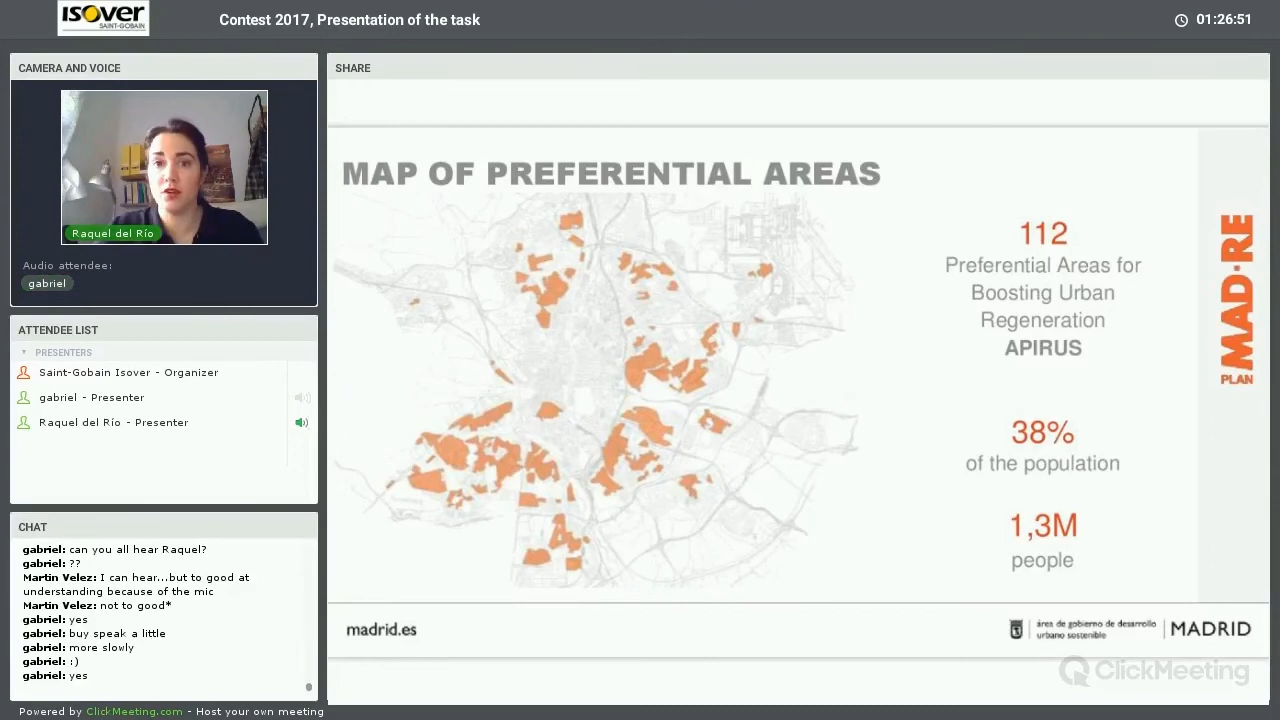 isover
SAINT-GOBAIN
Contest 2017, Presentation of the task
01:26:51
CAMERA AND VOICE
Raquel del Río
Audio attendee:
gabriel
ATTENDEE LIST
PRESENTERS
Saint-Gobain Isover - Organizer
gabriel - Presenter
Raquel del Río - Presenter
CHAT
gabriel: can you all hear Raquel?
gabriel: ??
Martin Velez: I can hear...but to good at
understanding because of the mic
Martin Velez: not to good*
gabriel: yes
gabriel: buy speak a little
gabriel: more slowly
gabriel: :)
gabriel: yes
Powered by ClickMeeting.com - Host your own meeting
SHARE
MAP OF PREFERENTIAL AREAS
112
Preferential Areas for
Boosting Urban
Regeneration
APIRUS
38%
of the population
1,3M
people
PLAN MAD·RE
madrid.es
área de gobierno de desarrollo
urbano sostenible
MADRID
ClickMeeting